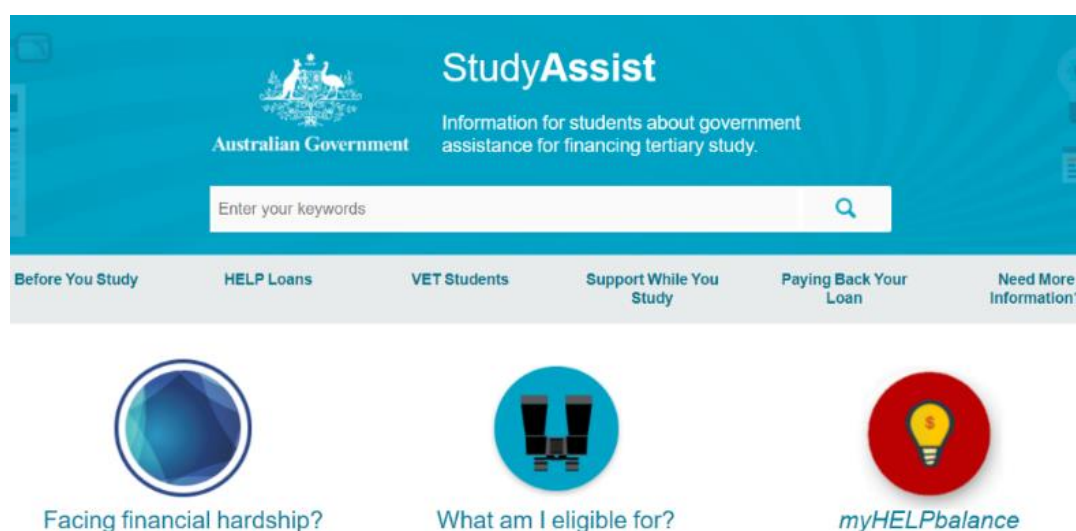 StudyAssist
Australian Government
Information for students about government
assistance for financing tertiary study.
Enter your keywords
Before You Study
HELP Loans
VET Students
Support While You
Study
Paying Back Your
Loan
Need More
Information?
$
Facing financial hardship?
What am I eligible for?
myHELPbalance